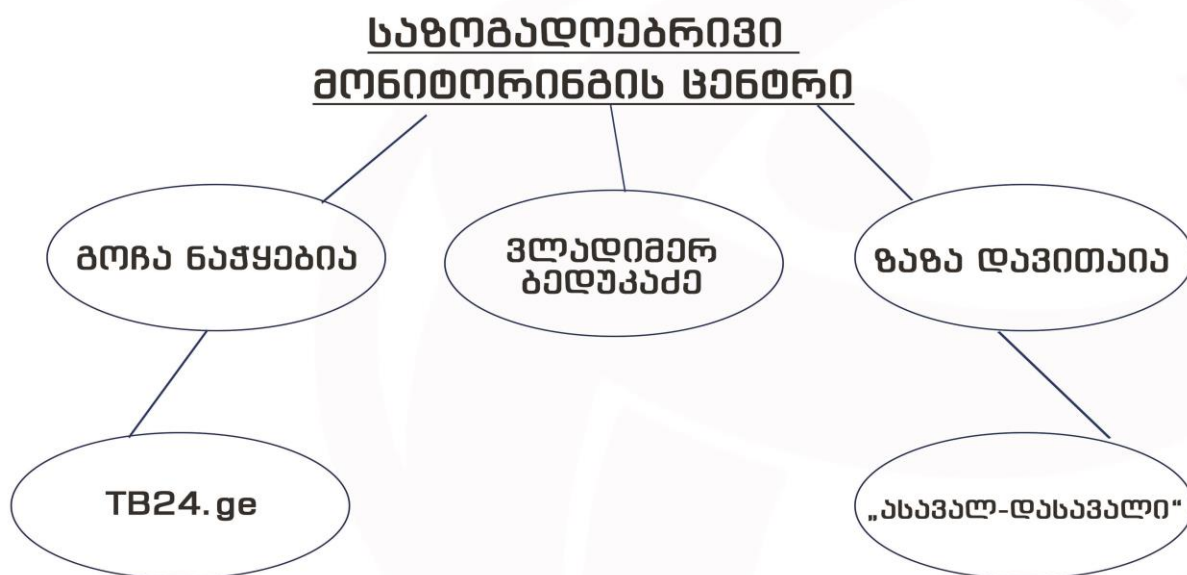 საზოგადოებრივი
მონიტორინგის ცენტრი
გოჩა ნაჭყებია
ვლადიმერ
ბედუკაძე
ზაზა დავითაია
TB24.ge
„ასავალ-დასავალი“